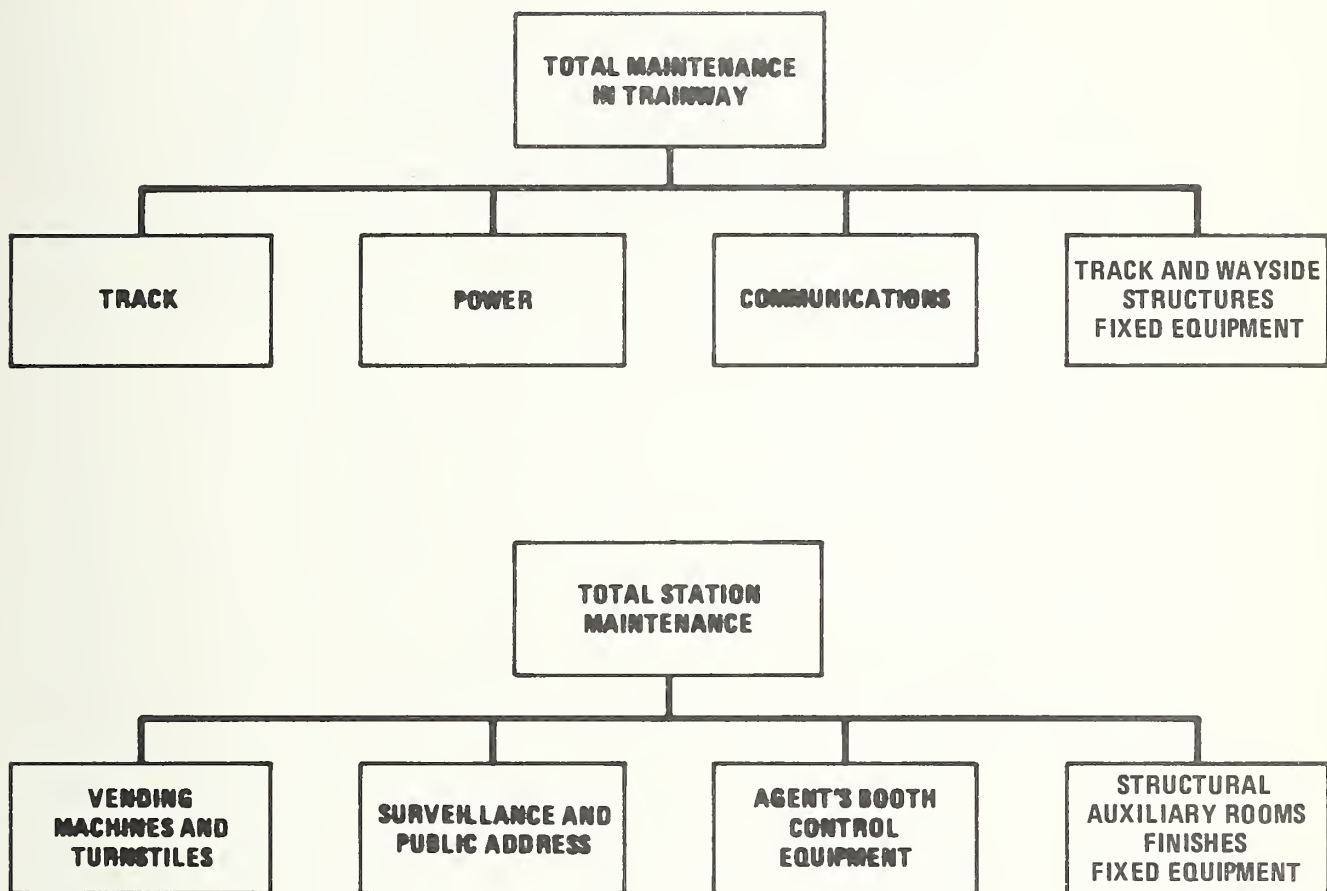 TOTAL MAINTENANCE
IN TRAINWAY
TRACK
POWER
COMMUNICATIONS
TRACK AND WAYSIDE
STRUCTURES
FIXED EQUIPMENT
TOTAL STATION
MAINTENANCE
VENDING
MACHINES AND
TURNSTILES
SURVEILLANCE AND
PUBLIC ADDRESS
AGENT'S BOOTH
CONTROL
EQUIPMENT
STRUCTURAL
AUXILIARY ROOMS
FINISHES
FIXED EQUIPMENT